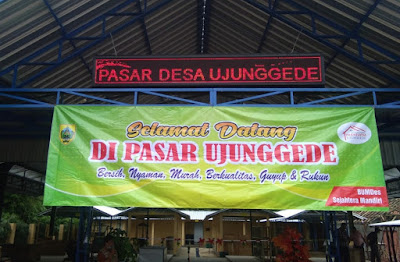 PASAR DESA UJUNGGEDE
Selamat Datang
DI PASAR UJUNGGEDE
Bersih, Nyaman, Murah, Berkualitas, Guyup & Rukun
BUMDes
Sejahtera Mandiri